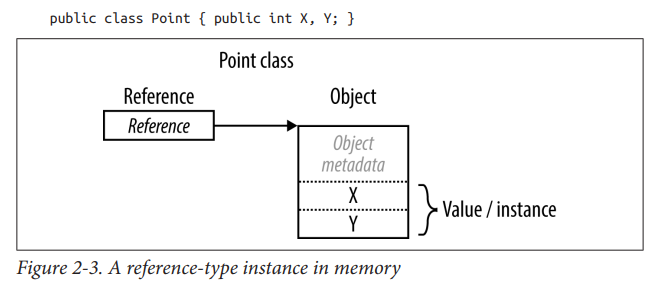 public class Point { public int X, Y; }
Point class
Reference
Object
Reference
Object
metadata
X
Y
Value / instance
Figure 2-3. A reference-type instance in memory